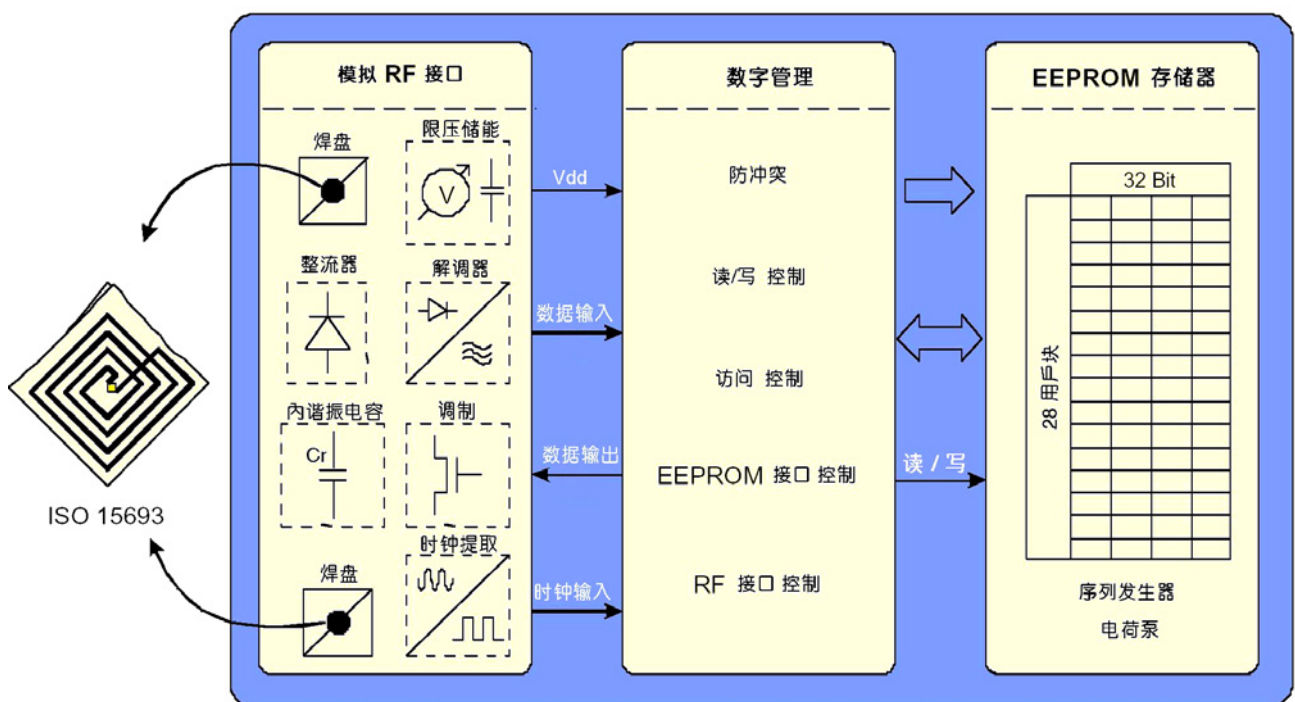 模拟 RF 接口
焊盘
限压储能
V
整流器
解调器
內谐振电容
Cr
调制
焊盘
时钟提取
ISO 15693
Vdd
数据输入
数据输出
时钟输入
数字管理
防冲突
读/写 控制
访问 控制
EEPROM 接口 控制
RF 接口 控制
读 / 写
EEPROM 存储器
32 Bit
28 用戶块
序列发生器
电荷泵